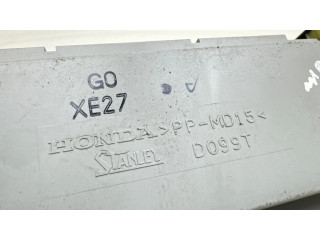 GO
XE27
HONDA >PP-MD15<
STANLEY D099T